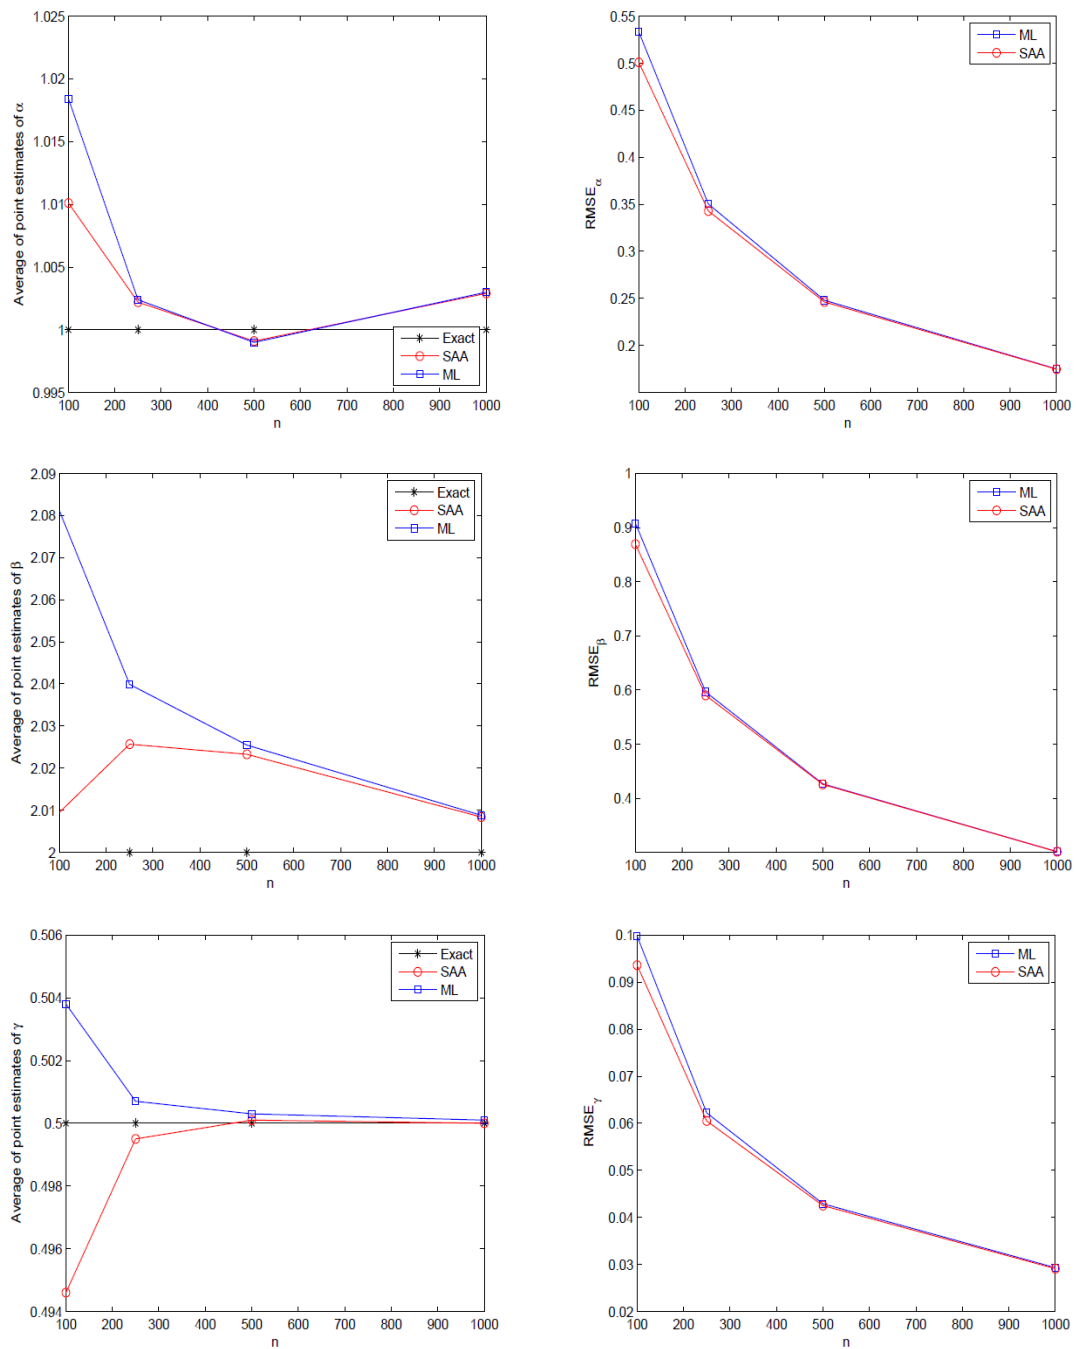 1.025
1.02
1.015
1.01
1.005
1
0.995
100 200 300 400 500 600 700 800 900 1000
n
Average of point estimates of α
Exact
SAA
ML
0.55
0.5
0.45
0.4
0.35
0.3
0.25
0.2
100 200 300 400 500 600 700 800 900 1000
n
RMSE_α
ML
SAA
2.09
2.08
2.07
2.06
2.05
2.04
2.03
2.02
2.01
2
100 200 300 400 500 600 700 800 900 1000
n
Average of point estimates of β
Exact
SAA
ML
1
0.9
0.8
0.7
0.6
0.5
0.4
100 200 300 400 500 600 700 800 900 1000
n
RMSE_β
ML
SAA
0.506
0.504
0.502
0.5
0.498
0.496
0.494
100 200 300 400 500 600 700 800 900 1000
n
Average of point estimates of γ
Exact
SAA
ML
0.1
0.09
0.08
0.07
0.06
0.05
0.04
0.03
0.02
100 200 300 400 500 600 700 800 900 1000
n
RMSE_γ
ML
SAA